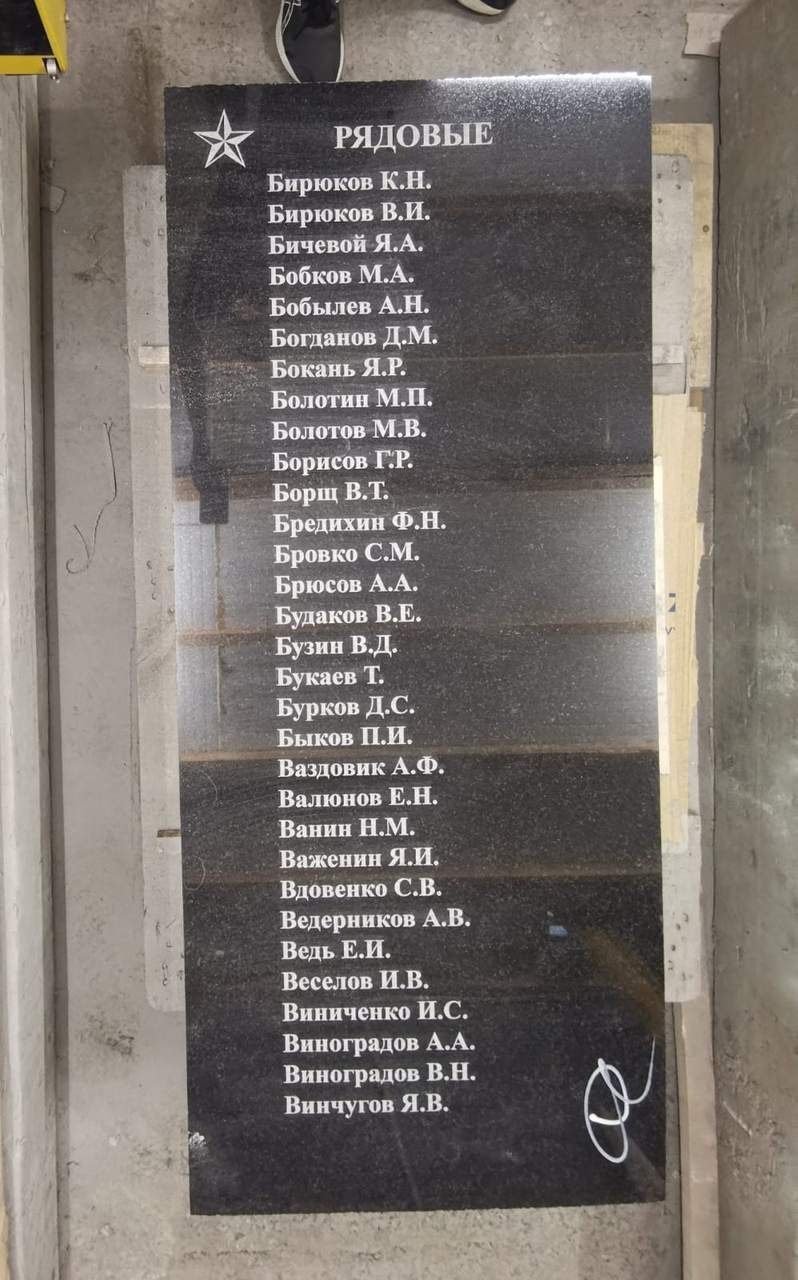 РЯДОВЫЕ
Бирюков К.Н.
Бирюков В.И.
Бичевой Я.А.
Бобков М.А.
Бобылев А.Н.
Богданов Д.М.
Бокань Я.Р.
Болотин М.П.
Болотов М.В.
Борисов Г.Р.
Борщ В.Т.
Бредихин Ф.Н.
Бровко С.М.
Брюсов А.А.
Будаков В.Е.
Бузин В.Д.
Букаев Т.
Бурков Д.С.
Быков П.И.
Ваздовик А.Ф.
Валюнов Е.Н.
Ванин Н.М.
Важенин Я.И.
Вдовенко С.В.
Ведерников А.В.
Ведь Е.И.
Веселов И.В.
Виниченко И.С.
Виноградов А.А.
Виноградов В.Н.
Винчугов Я.В.